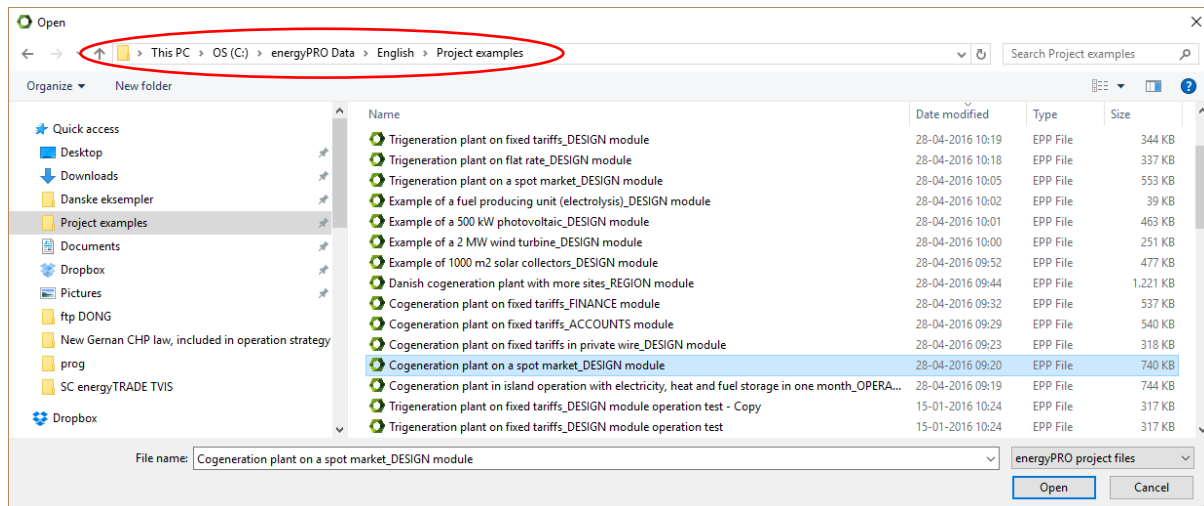 Open
This PC > OS (C:) > energyPRO Data > English > Project examples
Search Project examples
Organize New folder
Name Date modified Type Size
Quick access
Desktop
Downloads
Danske eksempler
Project examples
Documents
Dropbox
Pictures
ftp DONG
New Gernan CHP law, included in operation strategy
prog
SC energyTRADE TVIS
Dropbox
Trigeneration plant on fixed tariffs_DESIGN module 28-04-2016 10:19 EPP File 344 KB
Trigeneration plant on flat rate_DESIGN module 28-04-2016 10:18 EPP File 337 KB
Trigeneration plant on a spot market_DESIGN module 28-04-2016 10:05 EPP File 553 KB
Example of a fuel producing unit (electrolysis)_DESIGN module 28-04-2016 10:02 EPP File 39 KB
Example of a 500 kW photovoltaic_DESIGN module 28-04-2016 10:01 EPP File 463 KB
Example of a 2 MW wind turbine_DESIGN module 28-04-2016 10:00 EPP File 251 KB
Example of 1000 m2 solar collectors_DESIGN module 28-04-2016 09:52 EPP File 477 KB
Danish cogeneration plant with more sites_REGION module 28-04-2016 09:44 EPP File 1.221 KB
Cogeneration plant on fixed tariffs_FINANCE module 28-04-2016 09:32 EPP File 537 KB
Cogeneration plant on fixed tariffs_ACCOUNTS module 28-04-2016 09:29 EPP File 540 KB
Cogeneration plant on fixed tariffs in private wire_DESIGN module 28-04-2016 09:23 EPP File 318 KB
Cogeneration plant on a spot market_DESIGN module 28-04-2016 09:20 EPP File 740 KB
Cogeneration plant in island operation with electricity, heat and fuel storage in one month_OPERA... 28-04-2016 09:19 EPP File 744 KB
Trigeneration plant on fixed tariffs_DESIGN module operation test - Copy 15-01-2016 10:24 EPP File 317 KB
Trigeneration plant on fixed tariffs_DESIGN module operation test 15-01-2016 10:24 EPP File 317 KB
File name: Cogeneration plant on a spot market_DESIGN module energyPRO project files
Open Cancel